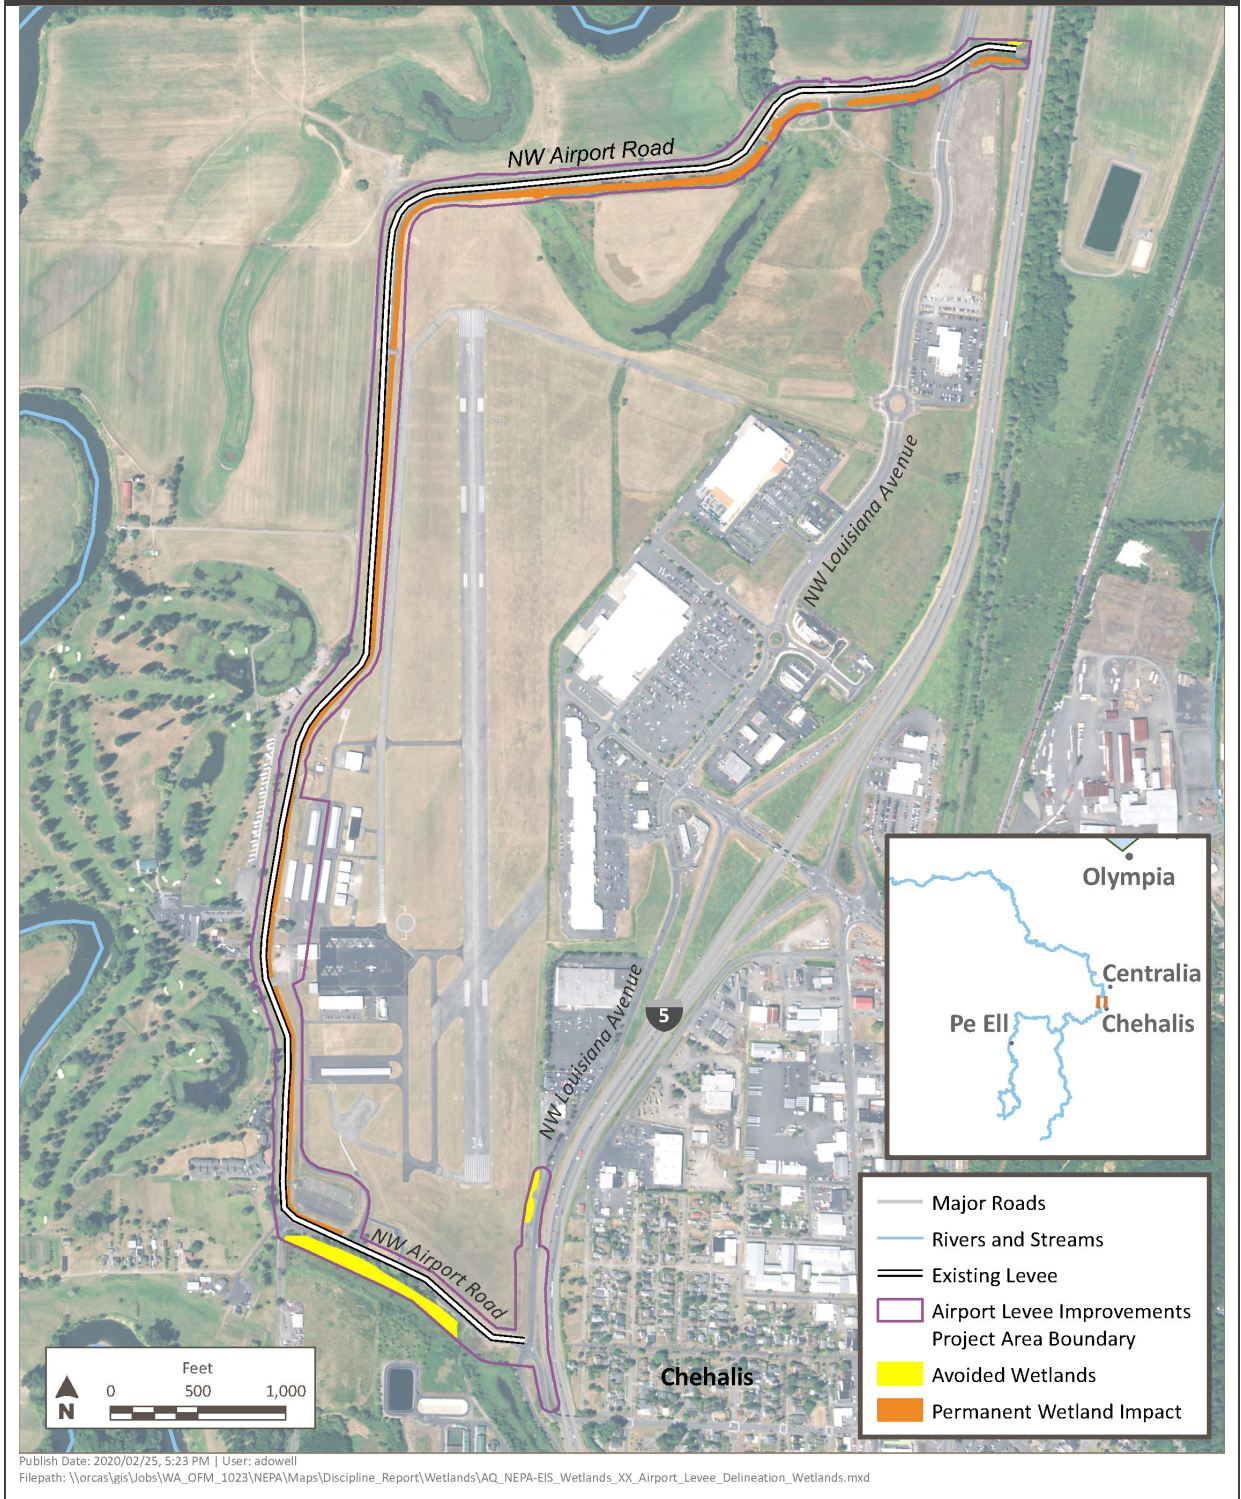 NW Airport Road
16
NW Louisiana Avenue
NW Louisiana Avenue
5
34
NW Airport Road
Chehalis
Feet
0 500 1,000
N
Olympia
Centralia
Pe Ell
Chehalis
Major Roads
Rivers and Streams
Existing Levee
Airport Levee Improvements
Project Area Boundary
Avoided Wetlands
Permanent Wetland Impact
Publish Date: 2020/02/25, 5:23 PM | User: adowell
Filepath: \\orcas\gis\Jobs\WA_OFM_1023\NEPA\Maps\Discipline_Report\Wetlands\AQ_NEPA-EIS_Wetlands_XX_Airport_Levee_Delineation_Wetlands.mxd